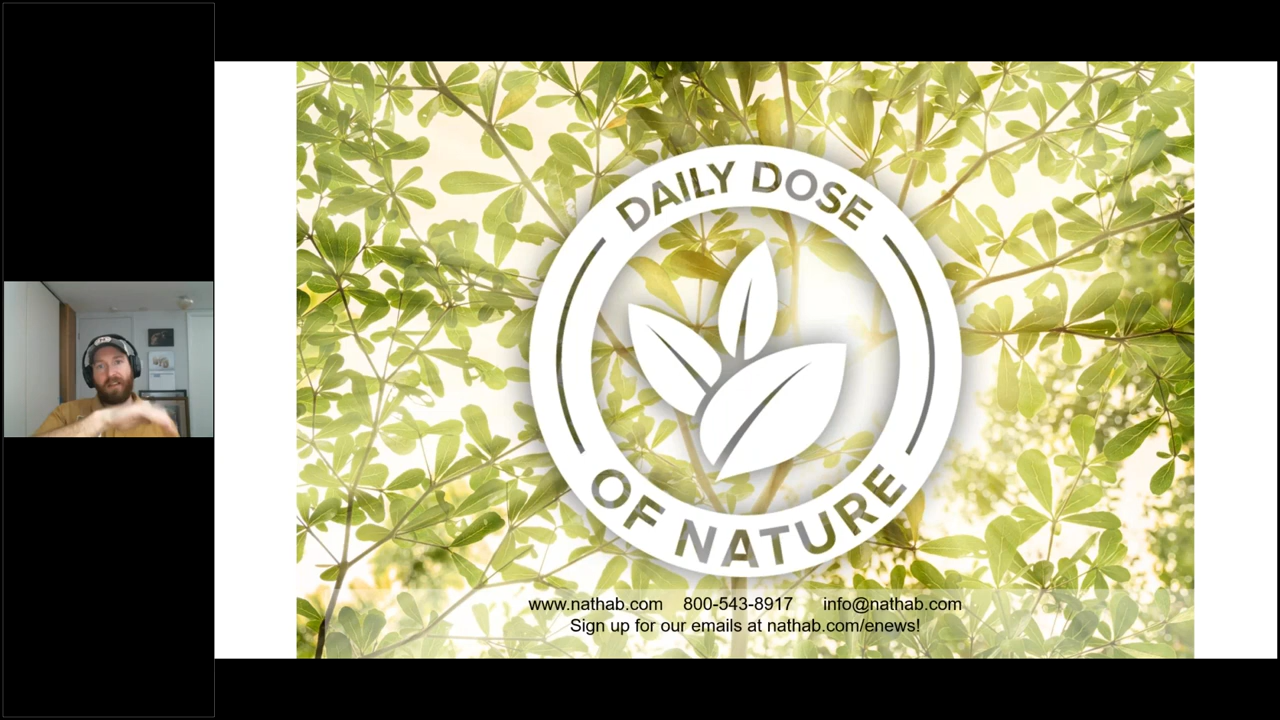 DAILY DOSE
OF NATURE
www.nathab.com 800-543-8917 info@nathab.com
Sign up for our emails at nathab.com/enews!